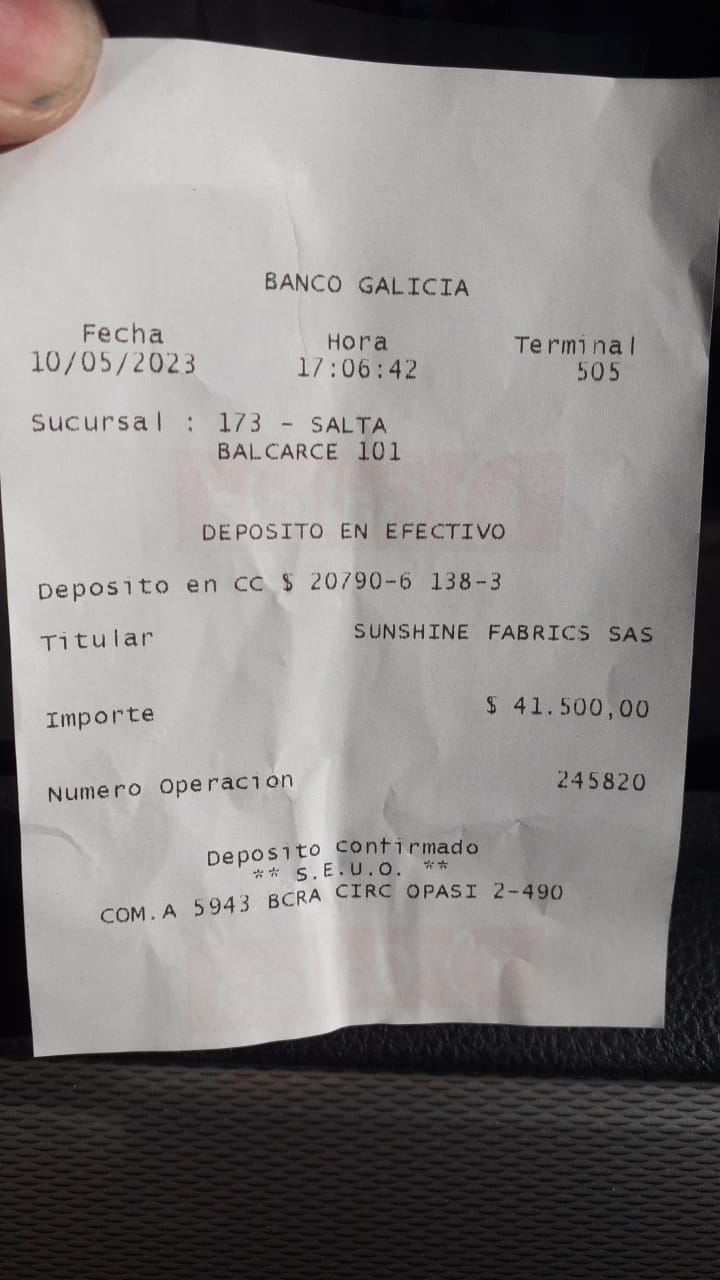 BANCO GALICIA
Fecha Hora Terminal
10/05/2023 17:06:42 505
Sucursal : 173 - SALTA
BALCARCE 101
DEPOSITO EN EFECTIVO
Deposito en CC $ 20790-6 138-3
Titular SUNSHINE FABRICS SAS
Importe $ 41.500,00
Numero Operacion 245820
Deposito Confirmado
** S.E.U.O. **
COM.A 5943 BCRA CIRC OPASI 2-490